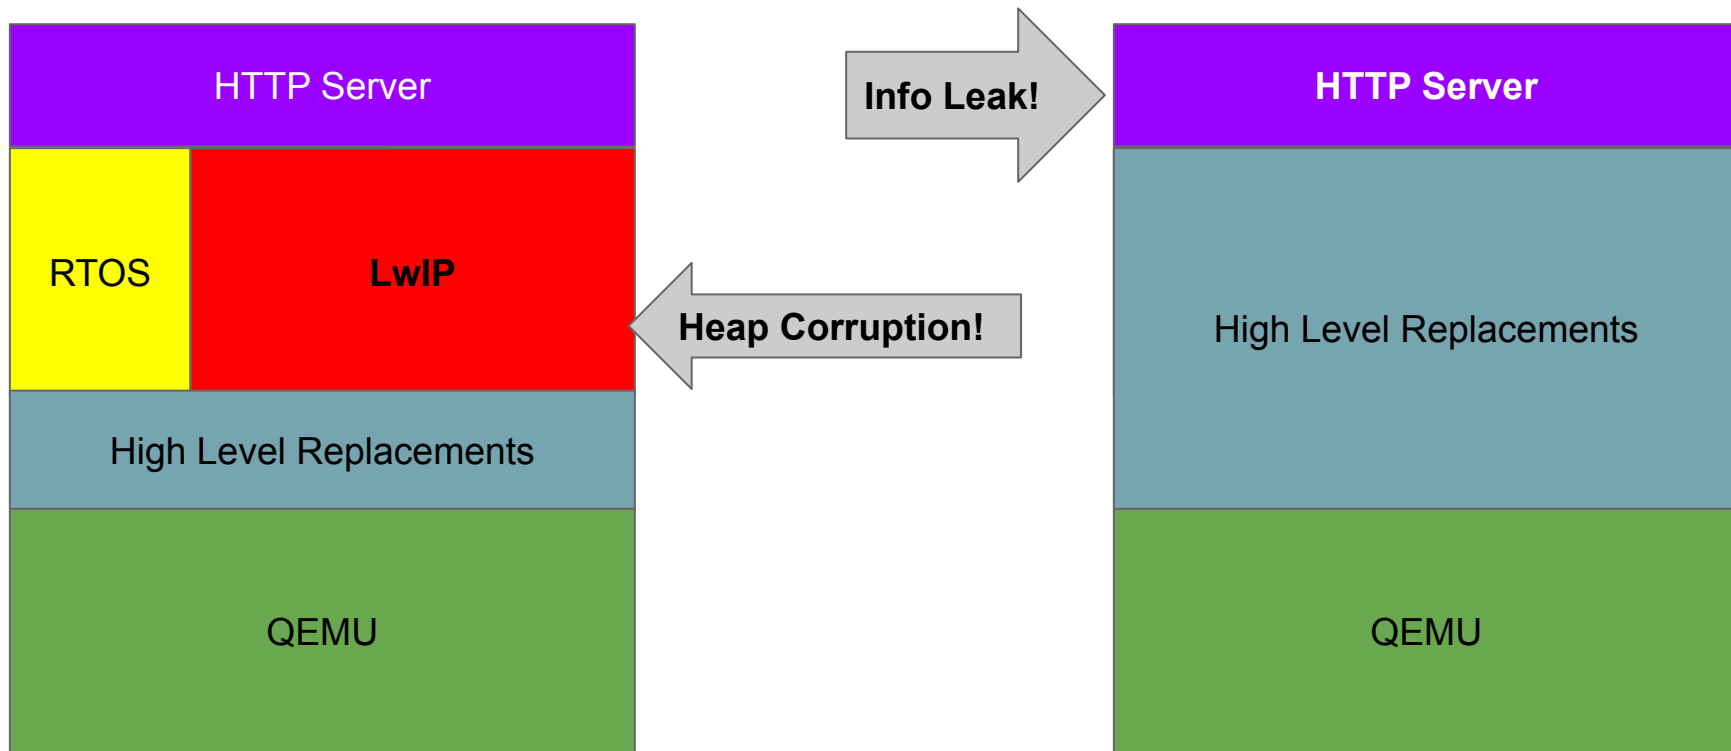 HTTP Server
RTOS
LwIP
High Level Replacements
QEMU
Info Leak!
Heap Corruption!
HTTP Server
High Level Replacements
QEMU